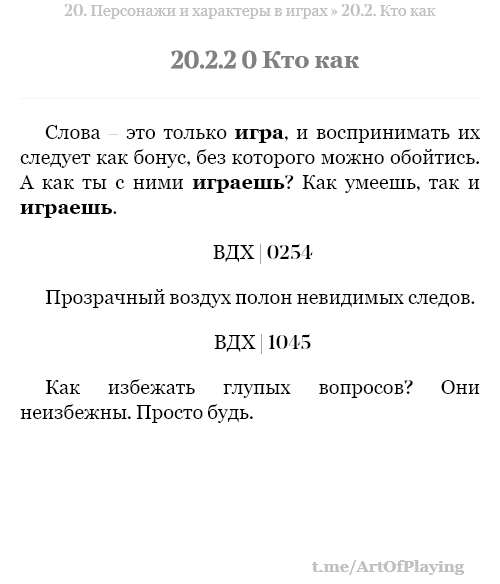 20. Персонажи и характеры в играх » 20.2. Кто как
20.2.2 0 Кто как
Слова – это только игра, и воспринимать их
следует как бонус, без которого можно обойтись.
А как ты с ними играешь? Как умеешь, так и
играешь.
ВДХ | 0254
Прозрачный воздух полон невидимых следов.
ВДХ | 1045
Как избежать глупых вопросов? Они
неизбежны. Просто будь.
t.me/ArtOfPlaying